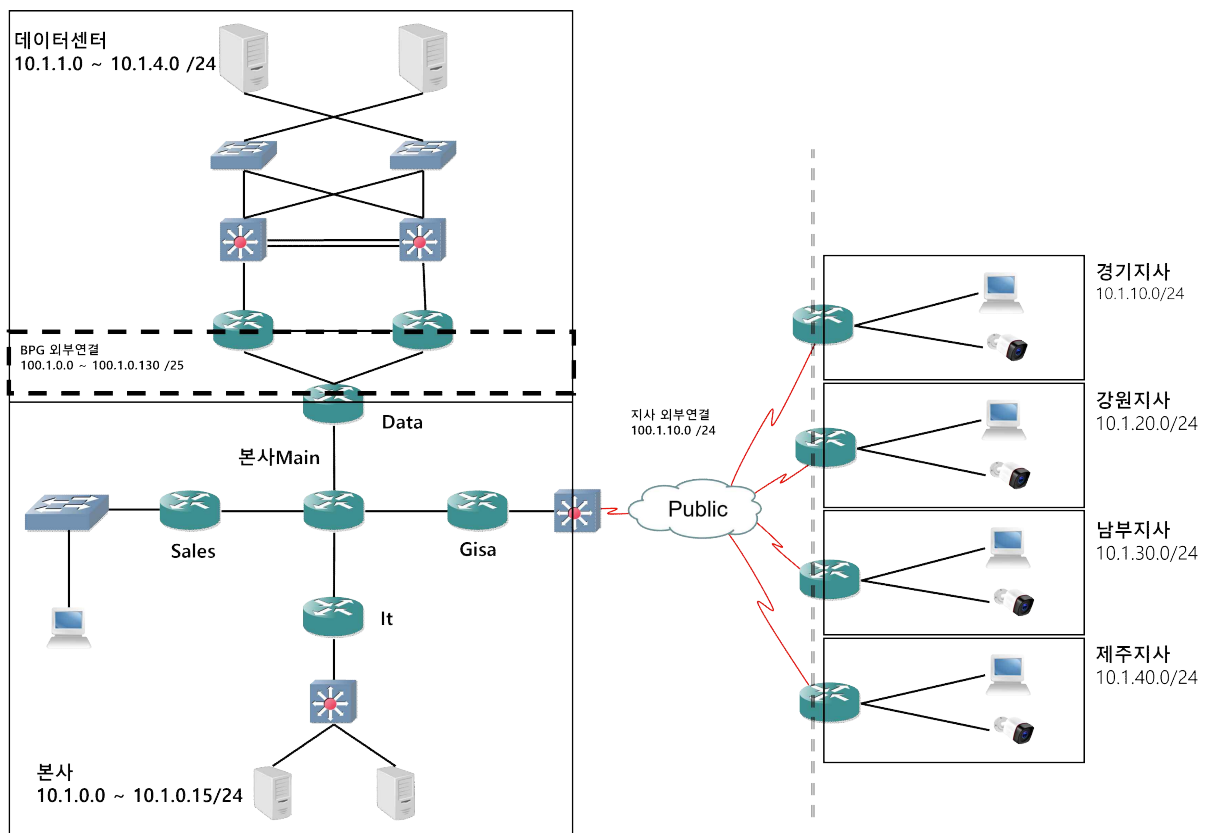 데이터센터
10.1.1.0 ~ 10.1.4.0 /24
BPG 외부연결
100.1.0.0 ~ 100.1.0.130 /25
Data
본사Main
Sales
Gisa
It
본사
10.1.0.0 ~ 10.1.0.15/24
지사 외부연결
100.1.10.0 /24
Public
경기지사
10.1.10.0/24
강원지사
10.1.20.0/24
남부지사
10.1.30.0/24
제주지사
10.1.40.0/24